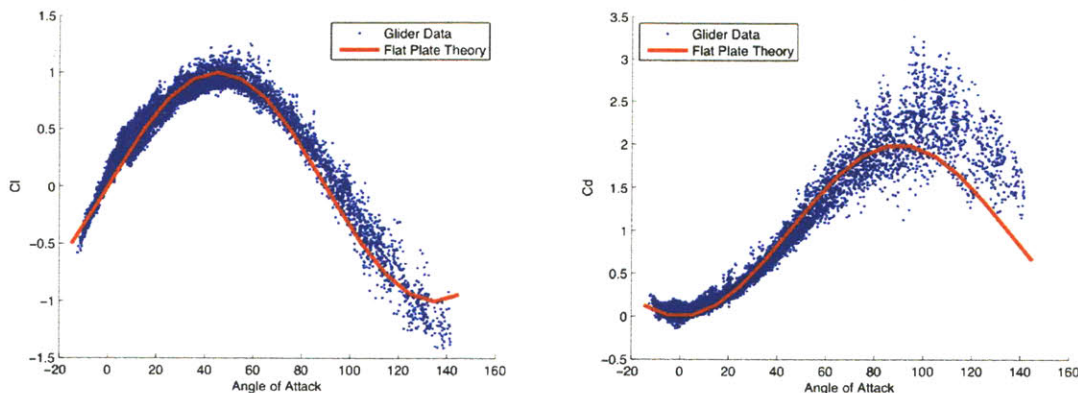 1.5
1
0.5
0
−0.5
−1
−1.5
Cl
−20 0 20 40 60 80 100 120 140 160
Angle of Attack
Glider Data
Flat Plate Theory
3.5
3
2.5
2
1.5
1
0.5
0
−0.5
Cd
−20 0 20 40 60 80 100 120 140 160
Angle of Attack
Glider Data
Flat Plate Theory